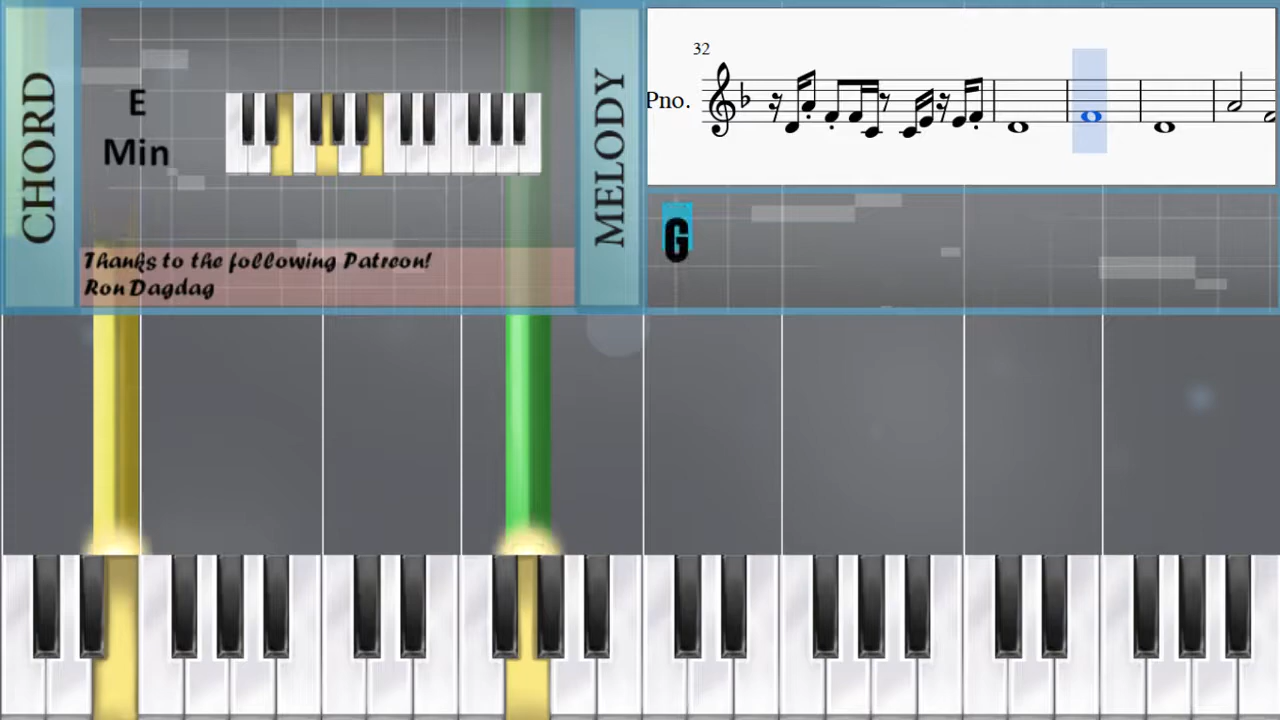 CHORD
E
Min
Thanks to the following Patreon!
Ron Dagdag
MELODY
32
Pno.
G